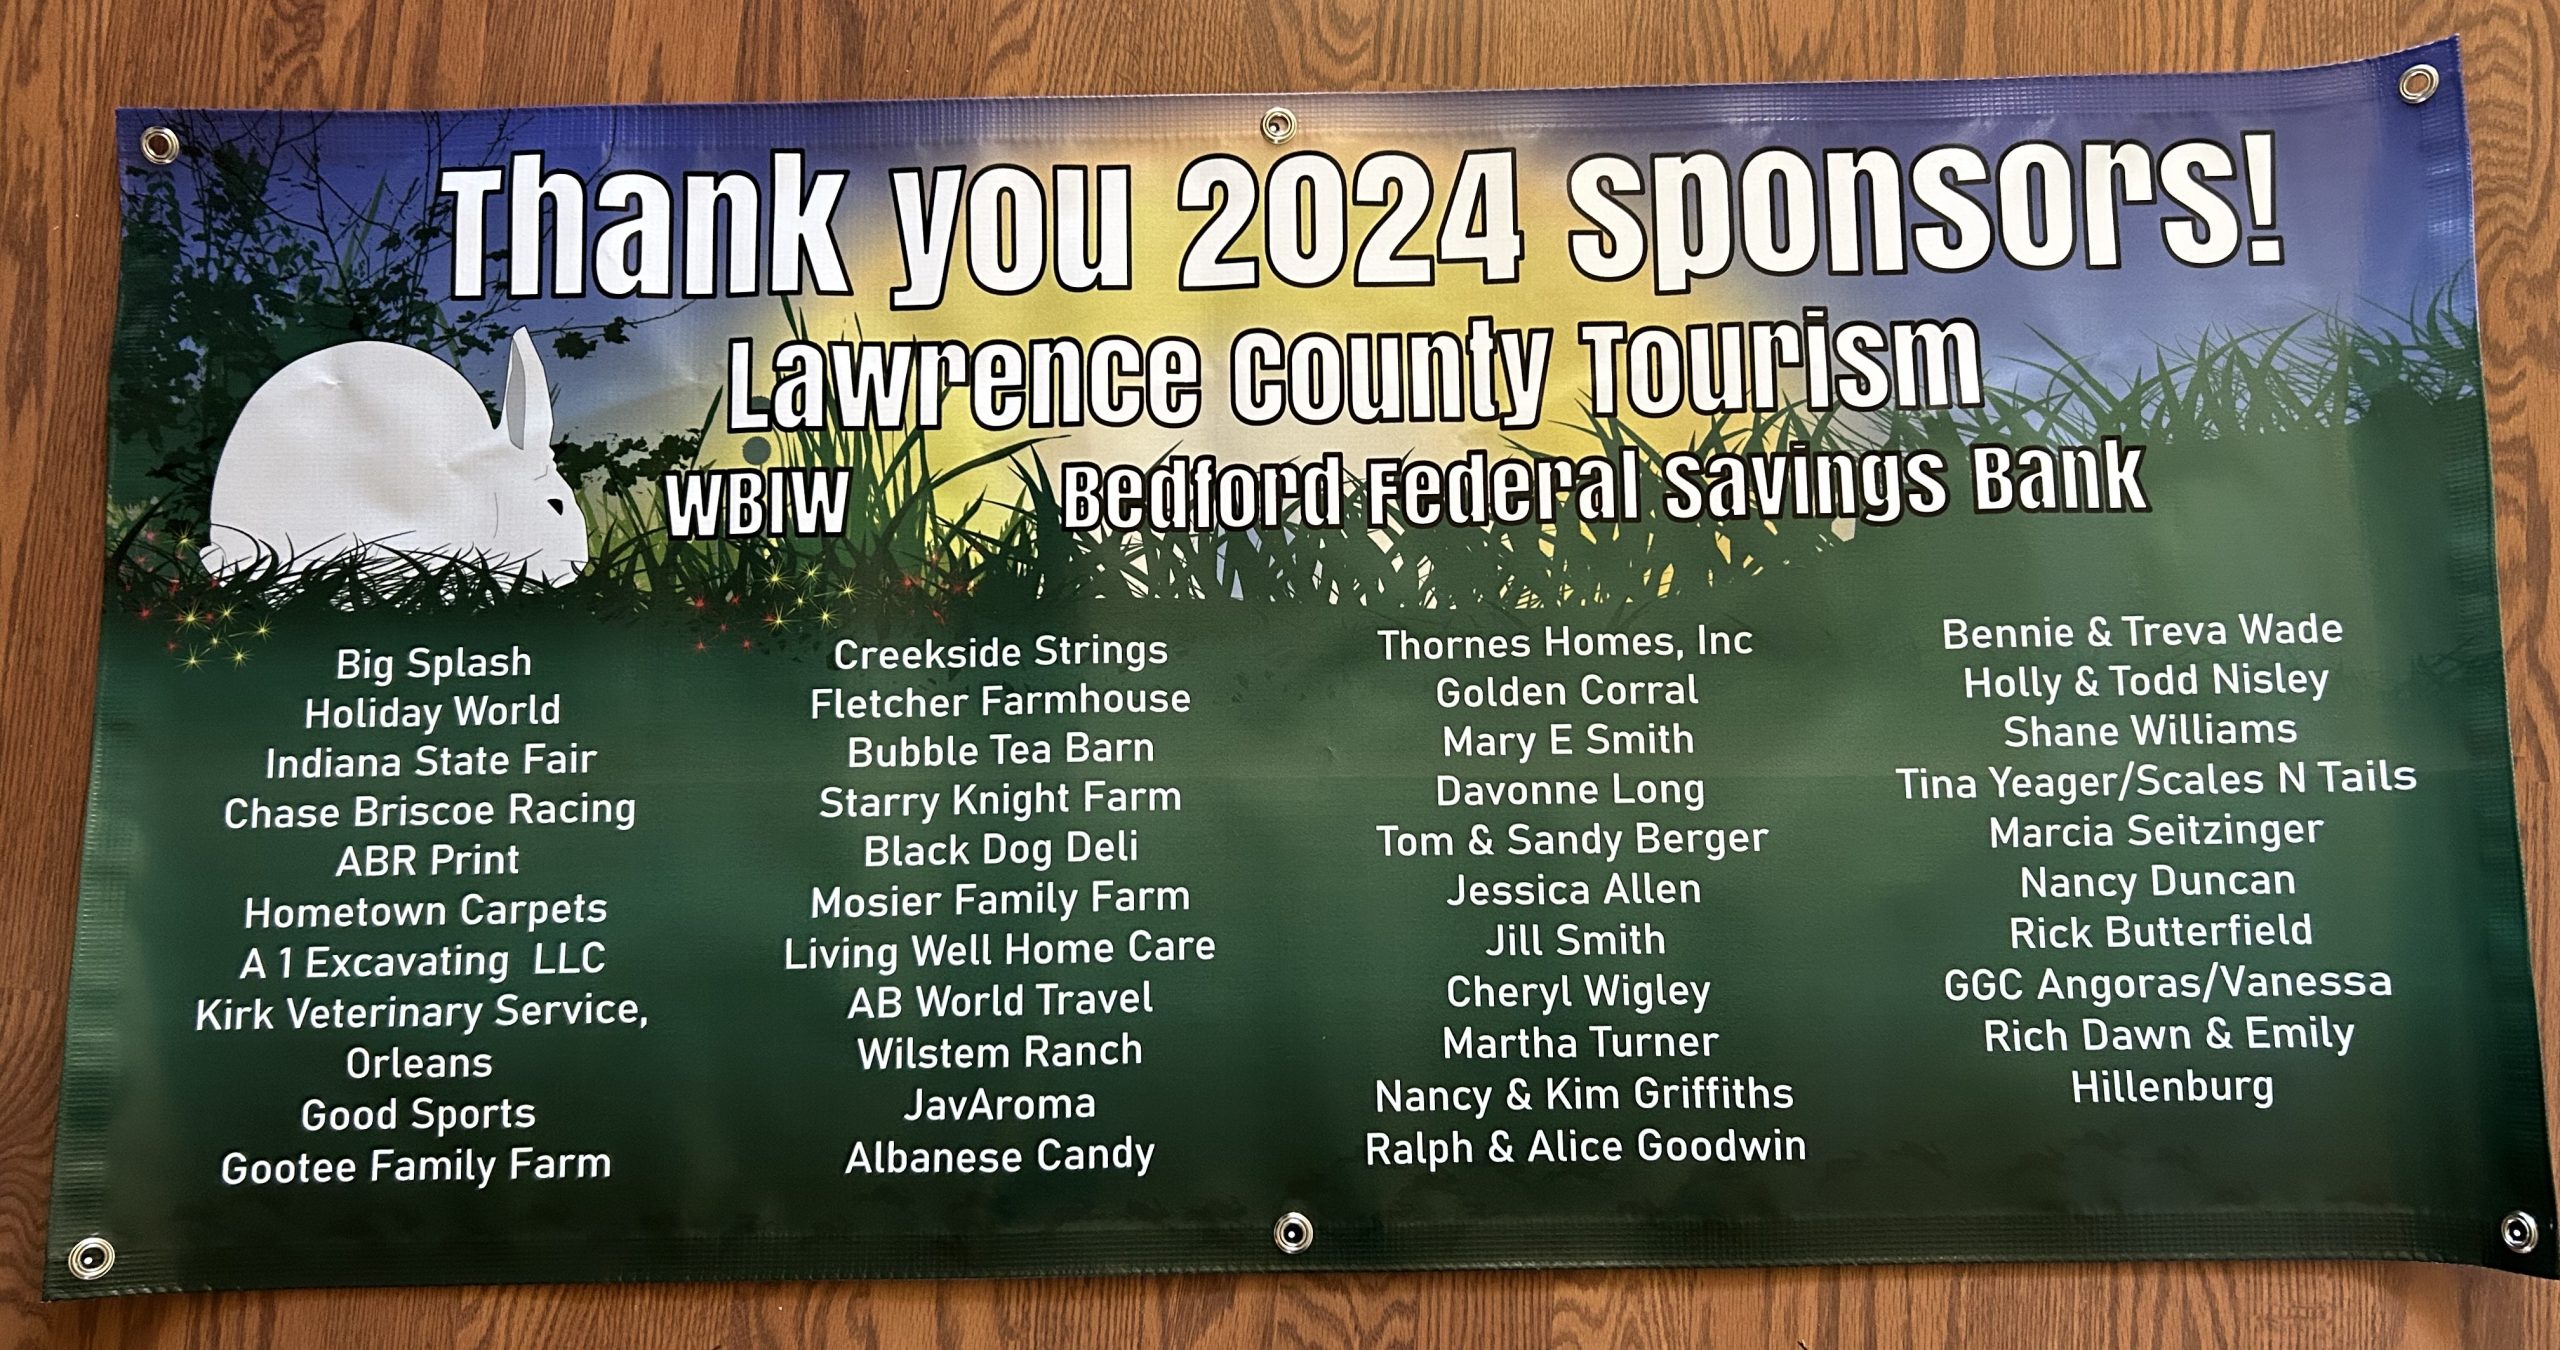 Thank you 2024 sponsors!
Lawrence County Tourism
WBIW Bedford Federal Savings Bank
Big Splash
Holiday World
Indiana State Fair
Chase Briscoe Racing
ABR Print
Hometown Carpets
A 1 Excavating LLC
Kirk Veterinary Service,
Orleans
Good Sports
Gootee Family Farm
Creekside Strings
Fletcher Farmhouse
Bubble Tea Barn
Starry Knight Farm
Black Dog Deli
Mosier Family Farm
Living Well Home Care
AB World Travel
Wilstem Ranch
JavAroma
Albanese Candy
Thornes Homes, Inc
Golden Corral
Mary E Smith
Davonne Long
Tom & Sandy Berger
Jessica Allen
Jill Smith
Cheryl Wigley
Martha Turner
Nancy & Kim Griffiths
Ralph & Alice Goodwin
Bennie & Treva Wade
Holly & Todd Nisley
Shane Williams
Tina Yeager/Scales N Tails
Marcia Seitzinger
Nancy Duncan
Rick Butterfield
GGC Angoras/Vanessa
Rich Dawn & Emily
Hillenburg